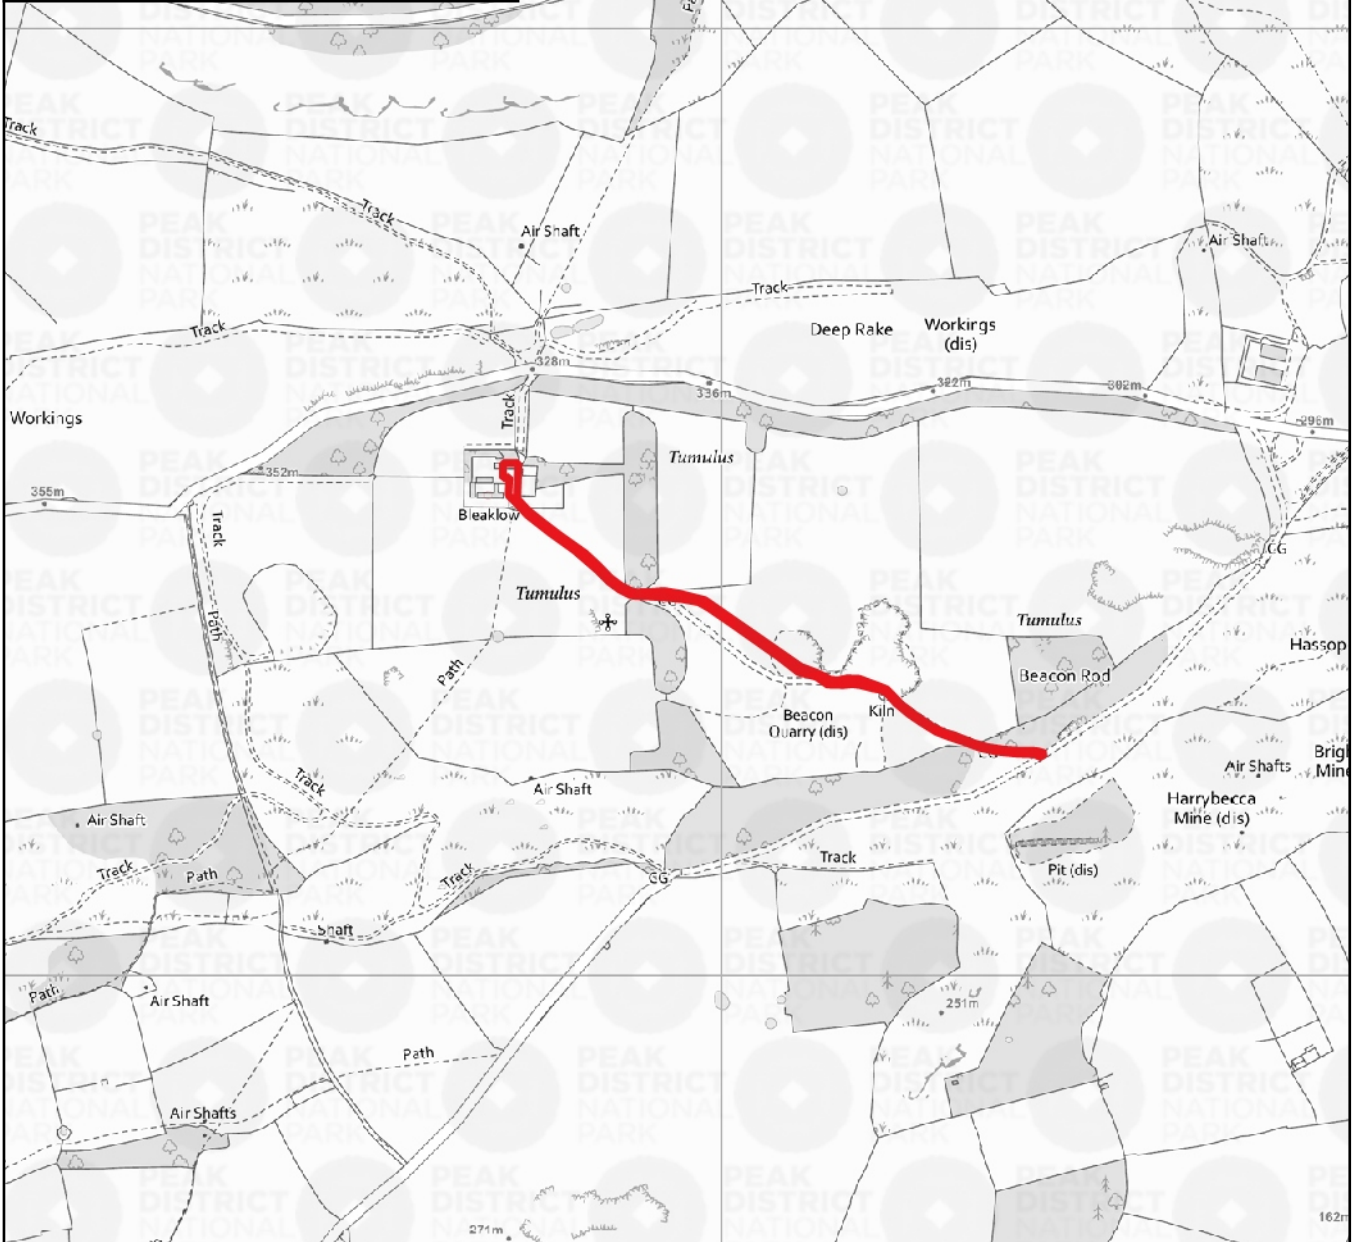 Track
Track
Air Shaft
Air Shaft
Track
Track
Deep Rake
Workings
(dis)
328m
336m
322m
302m
296m
Track
Workings
Tumulus
352m
355m
Bleaklow
Track
CG
Tumulus
Path
Tumulus
Hassop
Path
Beacon Rod
Beacon
Quarry (dis)
Kiln
Air Shafts
Track
Air Shaft
Harrybecca
Mine (dis)
Air Shaft
Track
Track
Path
Track
GG
Pit (dis)
Shaft
Path
Air Shaft
251m
Path
Air Shafts
271m
162m
PEAK
DISTRICT
NATIONAL
PARK